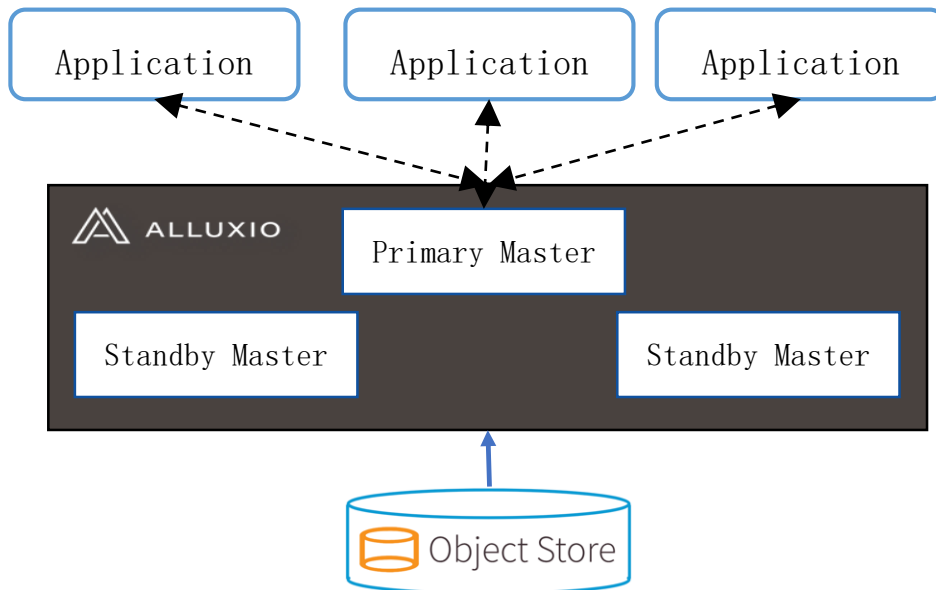 Application
Application
Application
ALLUXIO
Primary Master
Standby Master
Standby Master
Object Store